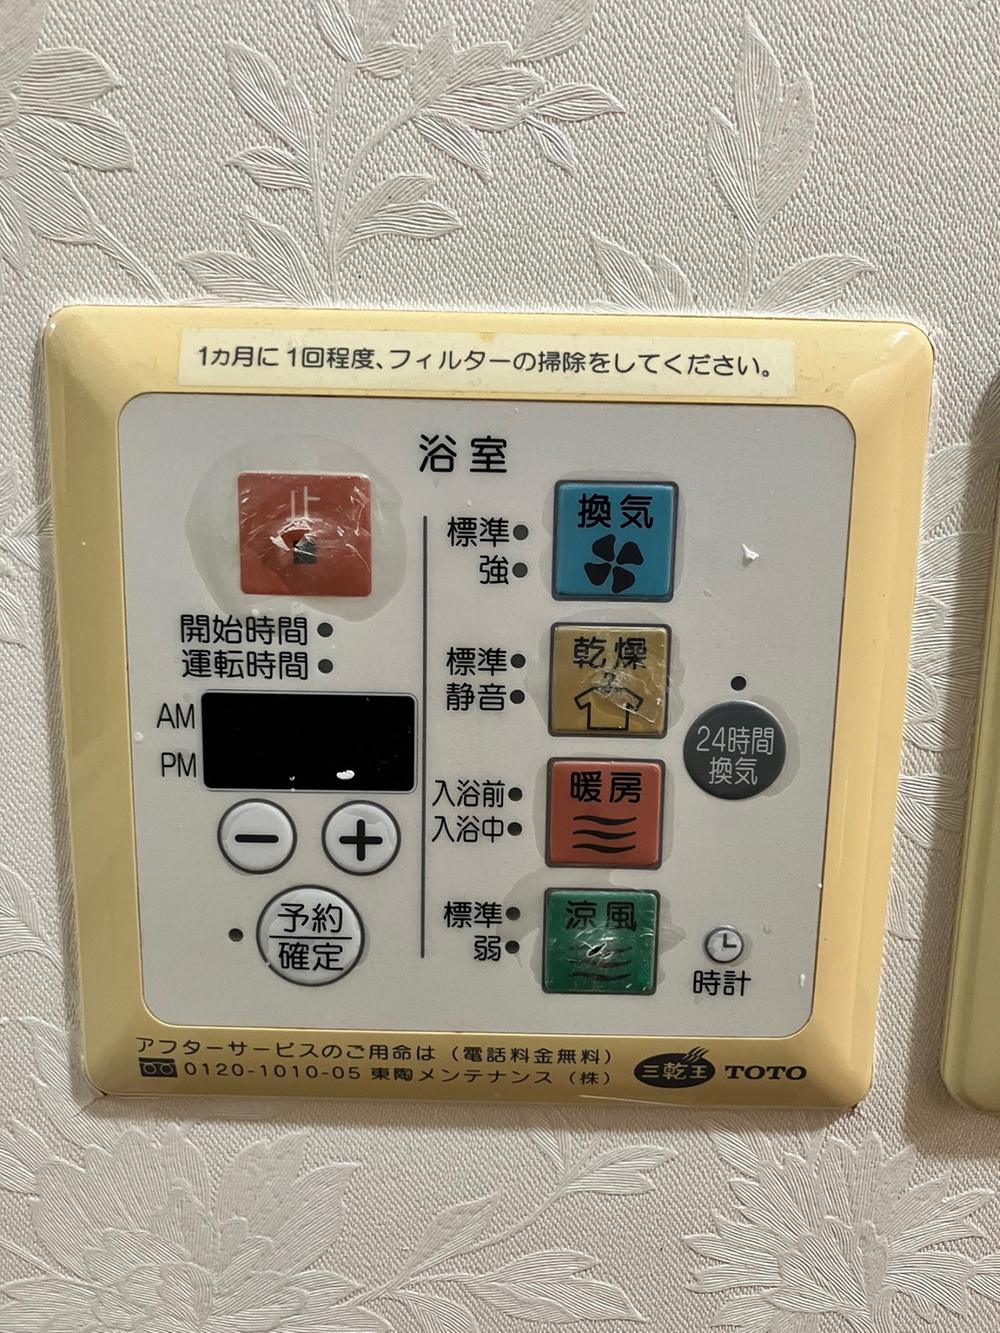 1ヵ月に1回程度、フィルターの掃除をしてください。
浴室
止
開始時間
運転時間
AM
PM
−
+
予約
確定
標準
強
換気
標準
静音
乾燥
入浴前
入浴中
暖房
標準
弱
涼風
24時間
換気
時計
アフターサービスのご用命は（電話料金無料）
0120-1010-05 東陶メンテナンス（株）
三乾王 TOTO